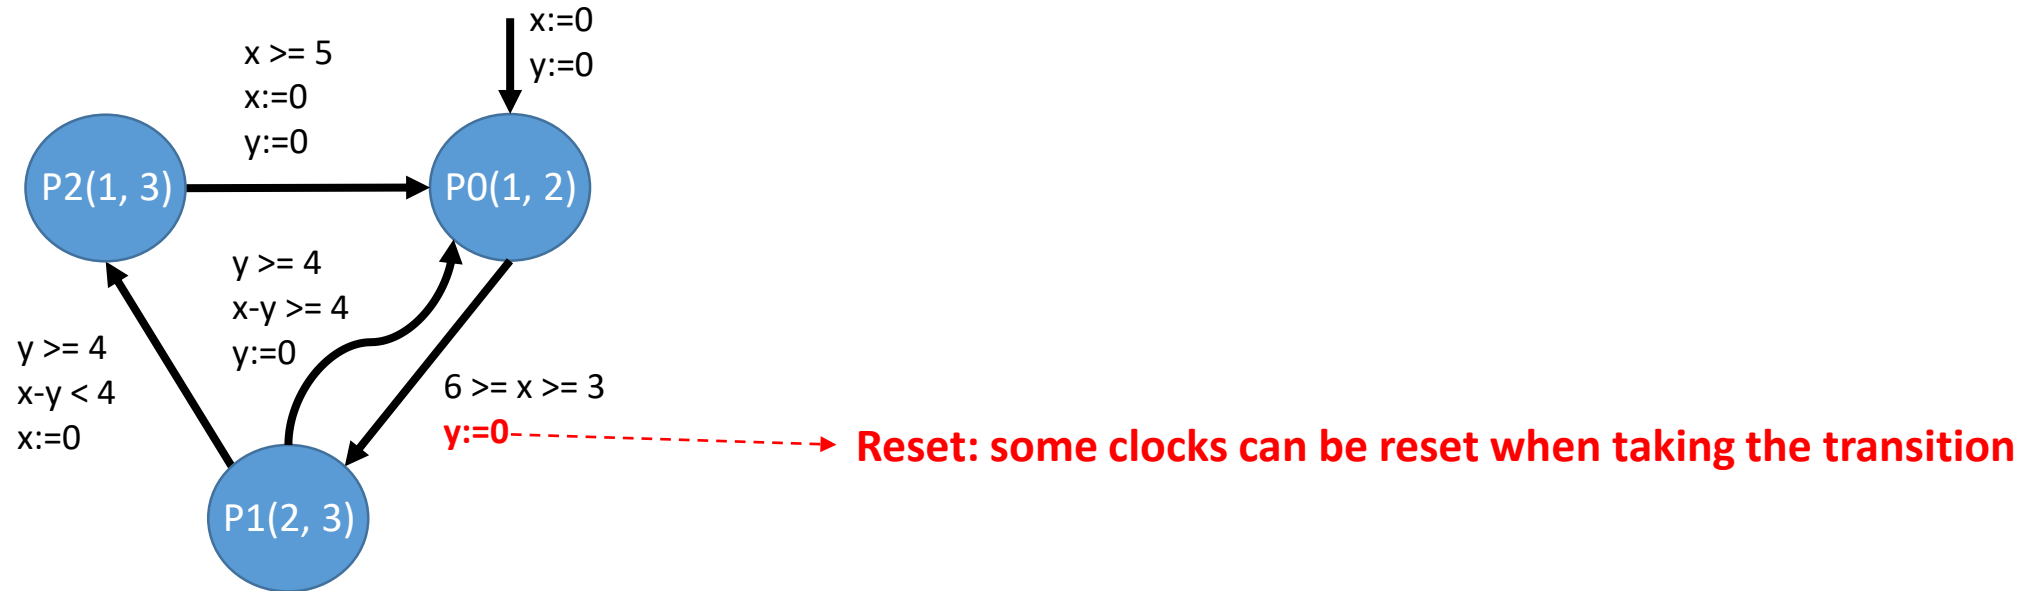 x:=0
y:=0
x >= 5
x:=0
y:=0
P2(1, 3)
P0(1, 2)
y >= 4
x-y >= 4
y:=0
y >= 4
x-y < 4
x:=0
6 >= x >= 3
y:=0
Reset: some clocks can be reset when taking the transition
P1(2, 3)